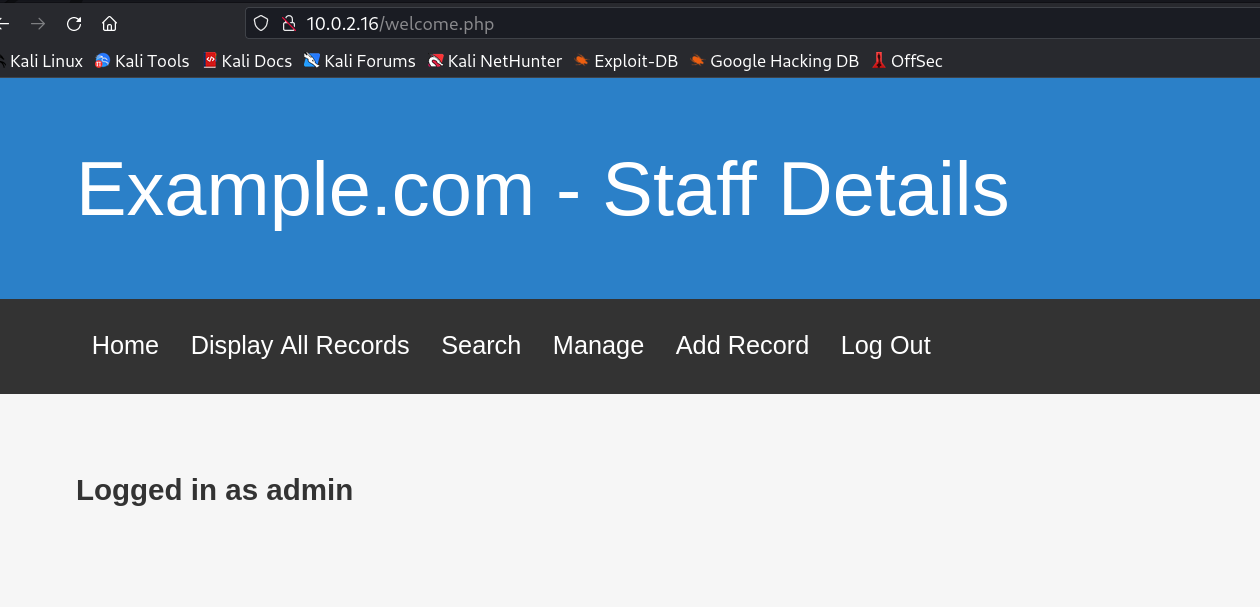 10.0.2.16/welcome.php
Kali Linux Kali Tools Kali Docs Kali Forums Kali NetHunter Exploit-DB Google Hacking DB OffSec
Example.com - Staff Details
Home Display All Records Search Manage Add Record Log Out
Logged in as admin